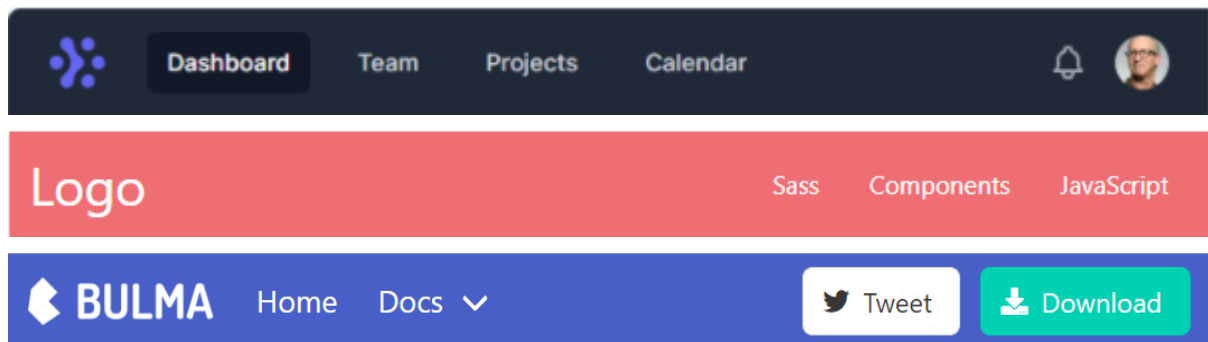 Dashboard Team Projects Calendar
Logo Sass Components JavaScript
BULMA Home Docs Tweet Download